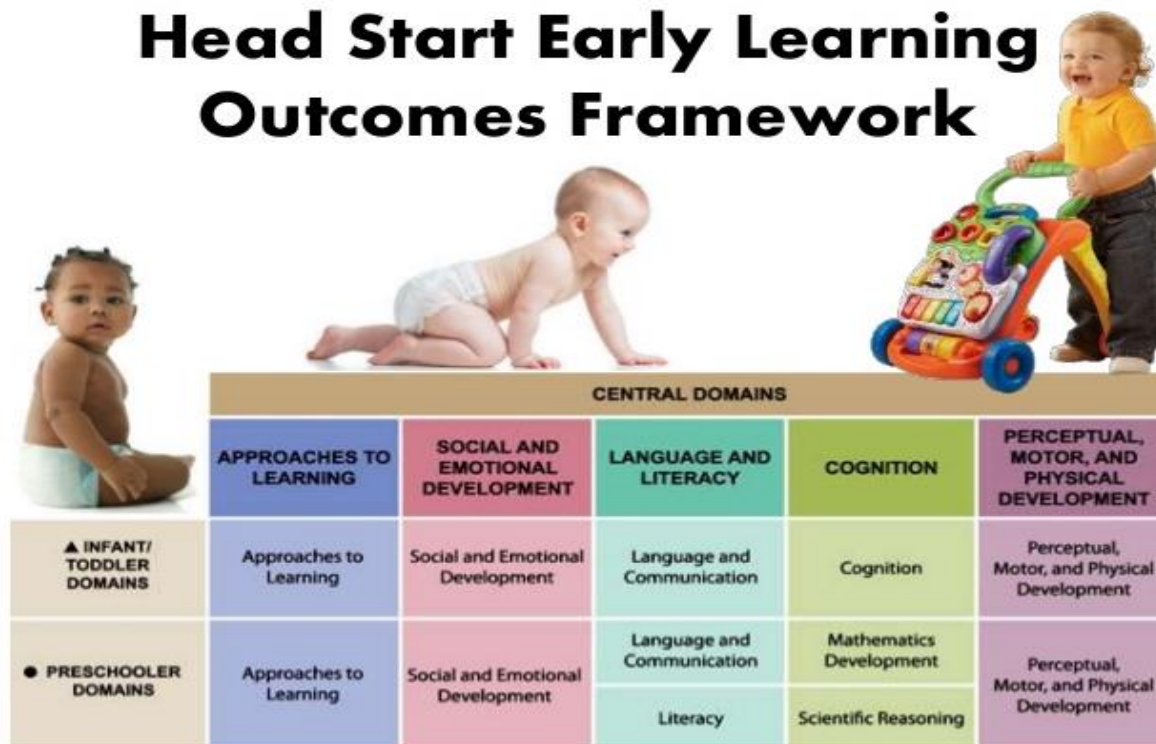 Head Start Early Learning
Outcomes Framework
CENTRAL DOMAINS
APPROACHES TO
LEARNING
SOCIAL AND
EMOTIONAL
DEVELOPMENT
LANGUAGE AND
LITERACY
COGNITION
PERCEPTUAL,
MOTOR, AND
PHYSICAL
DEVELOPMENT
▲ INFANT/
TODDLER
DOMAINS
Approaches to
Learning
Social and Emotional
Development
Language and
Communication
Cognition
Perceptual,
Motor, and Physical
Development
● PRESCHOOLER
DOMAINS
Approaches to
Learning
Social and Emotional
Development
Language and
Communication
Literacy
Mathematics
Development
Scientific Reasoning
Perceptual,
Motor, and Physical
Development